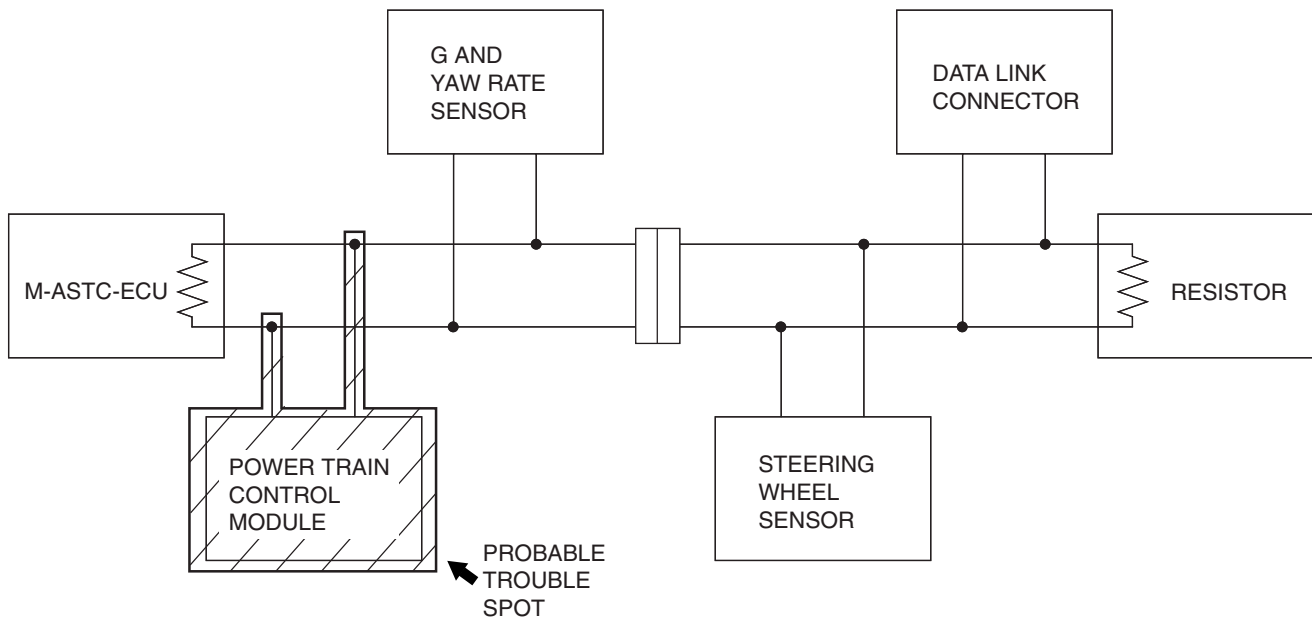 G AND
YAW RATE
SENSOR
DATA LINK
CONNECTOR
M-ASTC-ECU
RESISTOR
POWER TRAIN
CONTROL
MODULE
STEERING
WHEEL
SENSOR
PROBABLE
TROUBLE
SPOT